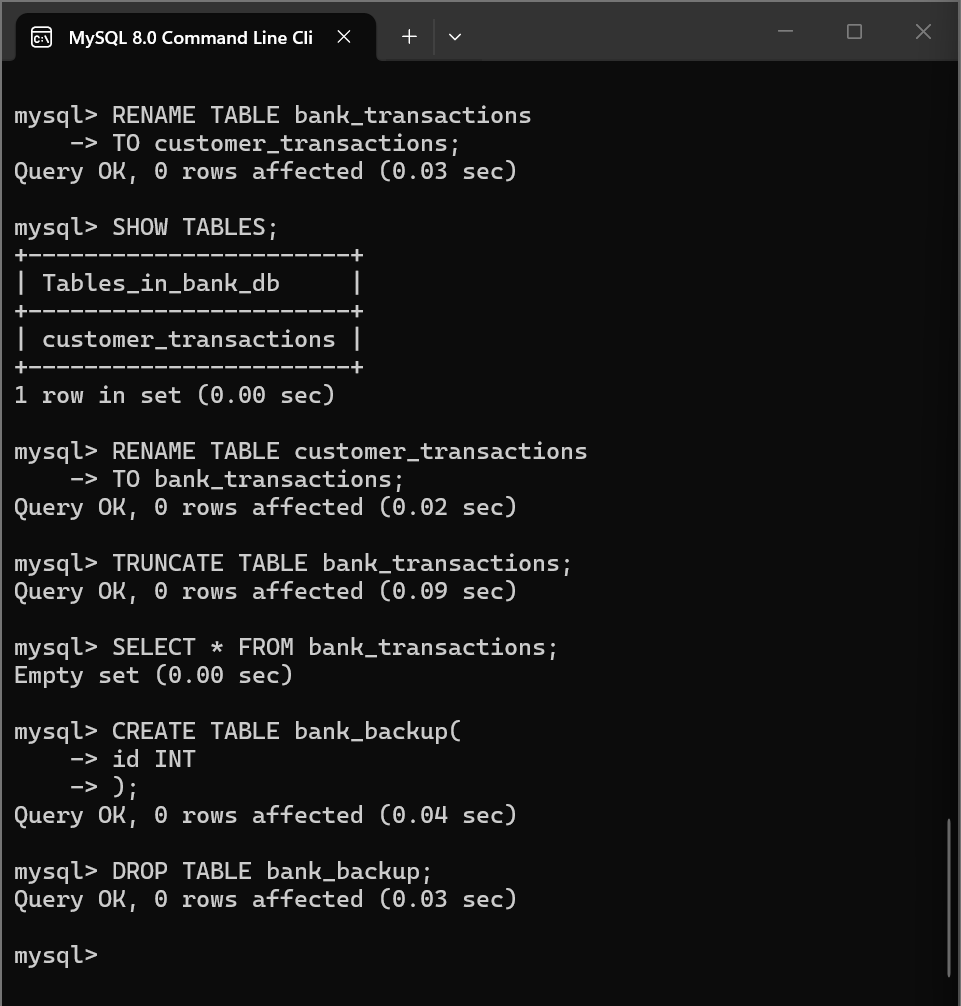 MySQL 8.0 Command Line Cli
mysql> RENAME TABLE bank_transactions
    -> TO customer_transactions;
Query OK, 0 rows affected (0.03 sec)
mysql> SHOW TABLES;
+-----------------------+
| Tables_in_bank_db     |
+-----------------------+
| customer_transactions |
+-----------------------+
1 row in set (0.00 sec)
mysql> RENAME TABLE customer_transactions
    -> TO bank_transactions;
Query OK, 0 rows affected (0.02 sec)
mysql> TRUNCATE TABLE bank_transactions;
Query OK, 0 rows affected (0.09 sec)
mysql> SELECT * FROM bank_transactions;
Empty set (0.00 sec)
mysql> CREATE TABLE bank_backup(
    -> id INT
    -> );
Query OK, 0 rows affected (0.04 sec)
mysql> DROP TABLE bank_backup;
Query OK, 0 rows affected (0.03 sec)
mysql>